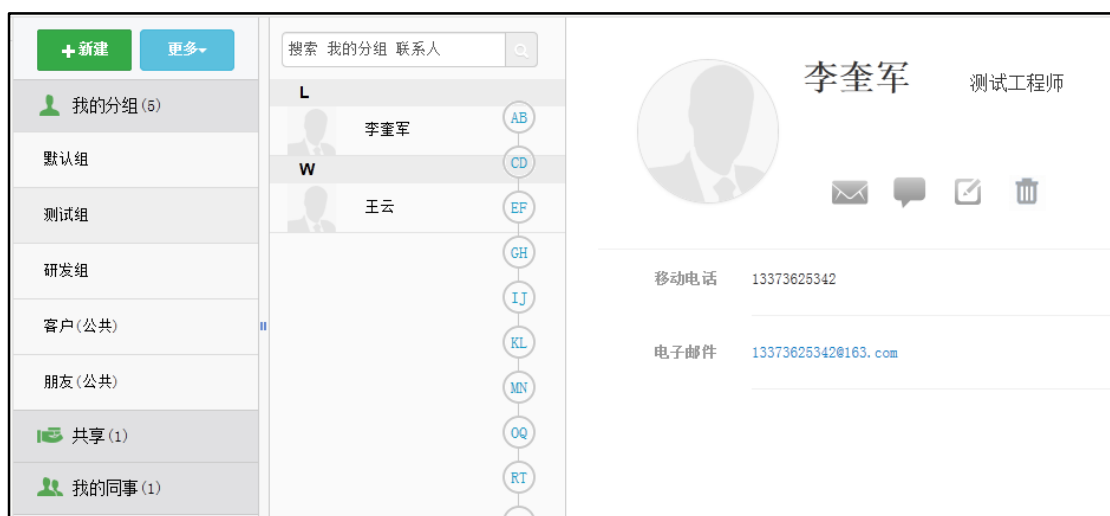 +新建 更多
我的分组(5)
默认组
测试组
研发组
客户(公共)
朋友(公共)
共享(1)
我的同事(1)
搜索 我的分组 联系人
L
李奎军
W
王云
AB
CD
EF
GH
IJ
KL
MN
OQ
RT
李奎军 测试工程师
移动电话 13373625342
电子邮件 13373625342@163.com